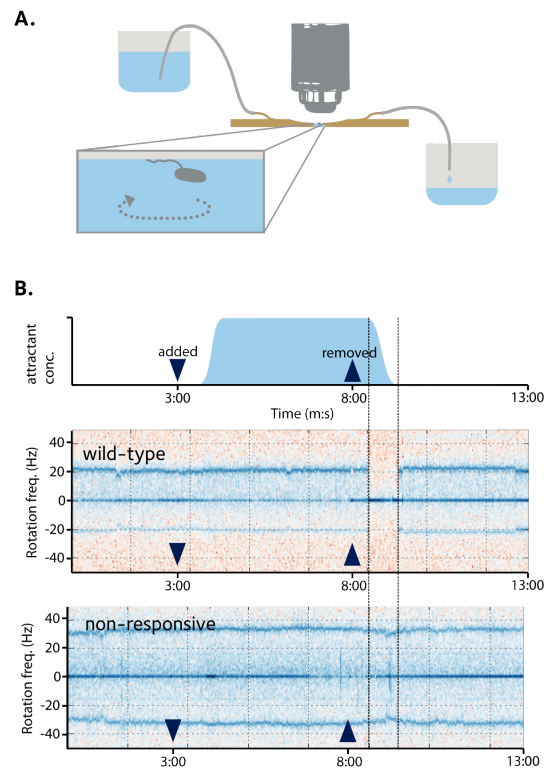 A.
B.
attractant
conc.
added
removed
3:00
8:00
13:00
Time (m:s)
Rotation freq. (Hz)
40
20
0
-20
-40
wild-type
3:00
8:00
13:00
Rotation freq. (Hz)
40
20
0
-20
-40
non-responsive
3:00
8:00
13:00